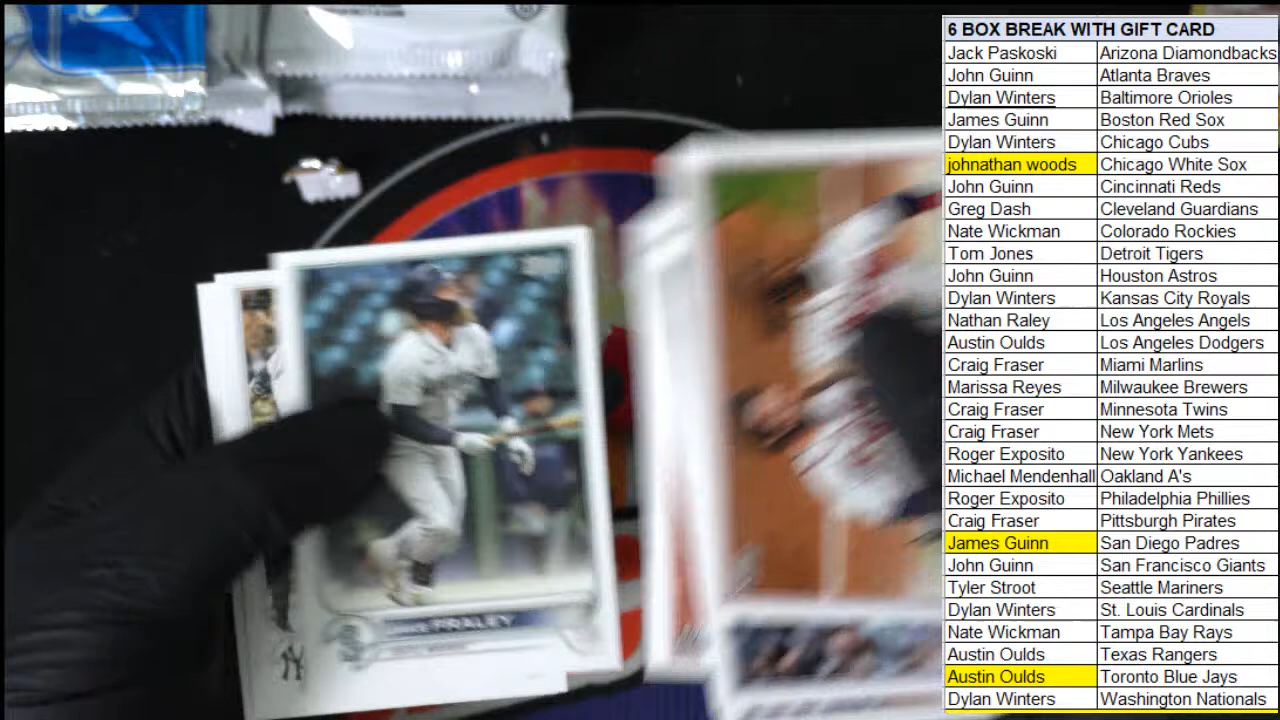 6 BOX BREAK WITH GIFT CARD
Jack Paskoski Arizona Diamondbacks
John Guinn Atlanta Braves
Dylan Winters Baltimore Orioles
James Guinn Boston Red Sox
Dylan Winters Chicago Cubs
johnathan woods Chicago White Sox
John Guinn Cincinnati Reds
Greg Dash Cleveland Guardians
Nate Wickman Colorado Rockies
Tom Jones Detroit Tigers
John Guinn Houston Astros
Dylan Winters Kansas City Royals
Nathan Raley Los Angeles Angels
Austin Oulds Los Angeles Dodgers
Craig Fraser Miami Marlins
Marissa Reyes Milwaukee Brewers
Craig Fraser Minnesota Twins
Craig Fraser New York Mets
Roger Exposito New York Yankees
Michael Mendenhall Oakland A's
Roger Exposito Philadelphia Phillies
Craig Fraser Pittsburgh Pirates
James Guinn San Diego Padres
John Guinn San Francisco Giants
Tyler Stroot Seattle Mariners
Dylan Winters St. Louis Cardinals
Nate Wickman Tampa Bay Rays
Austin Oulds Texas Rangers
Austin Oulds Toronto Blue Jays
Dylan Winters Washington Nationals
FRALEY